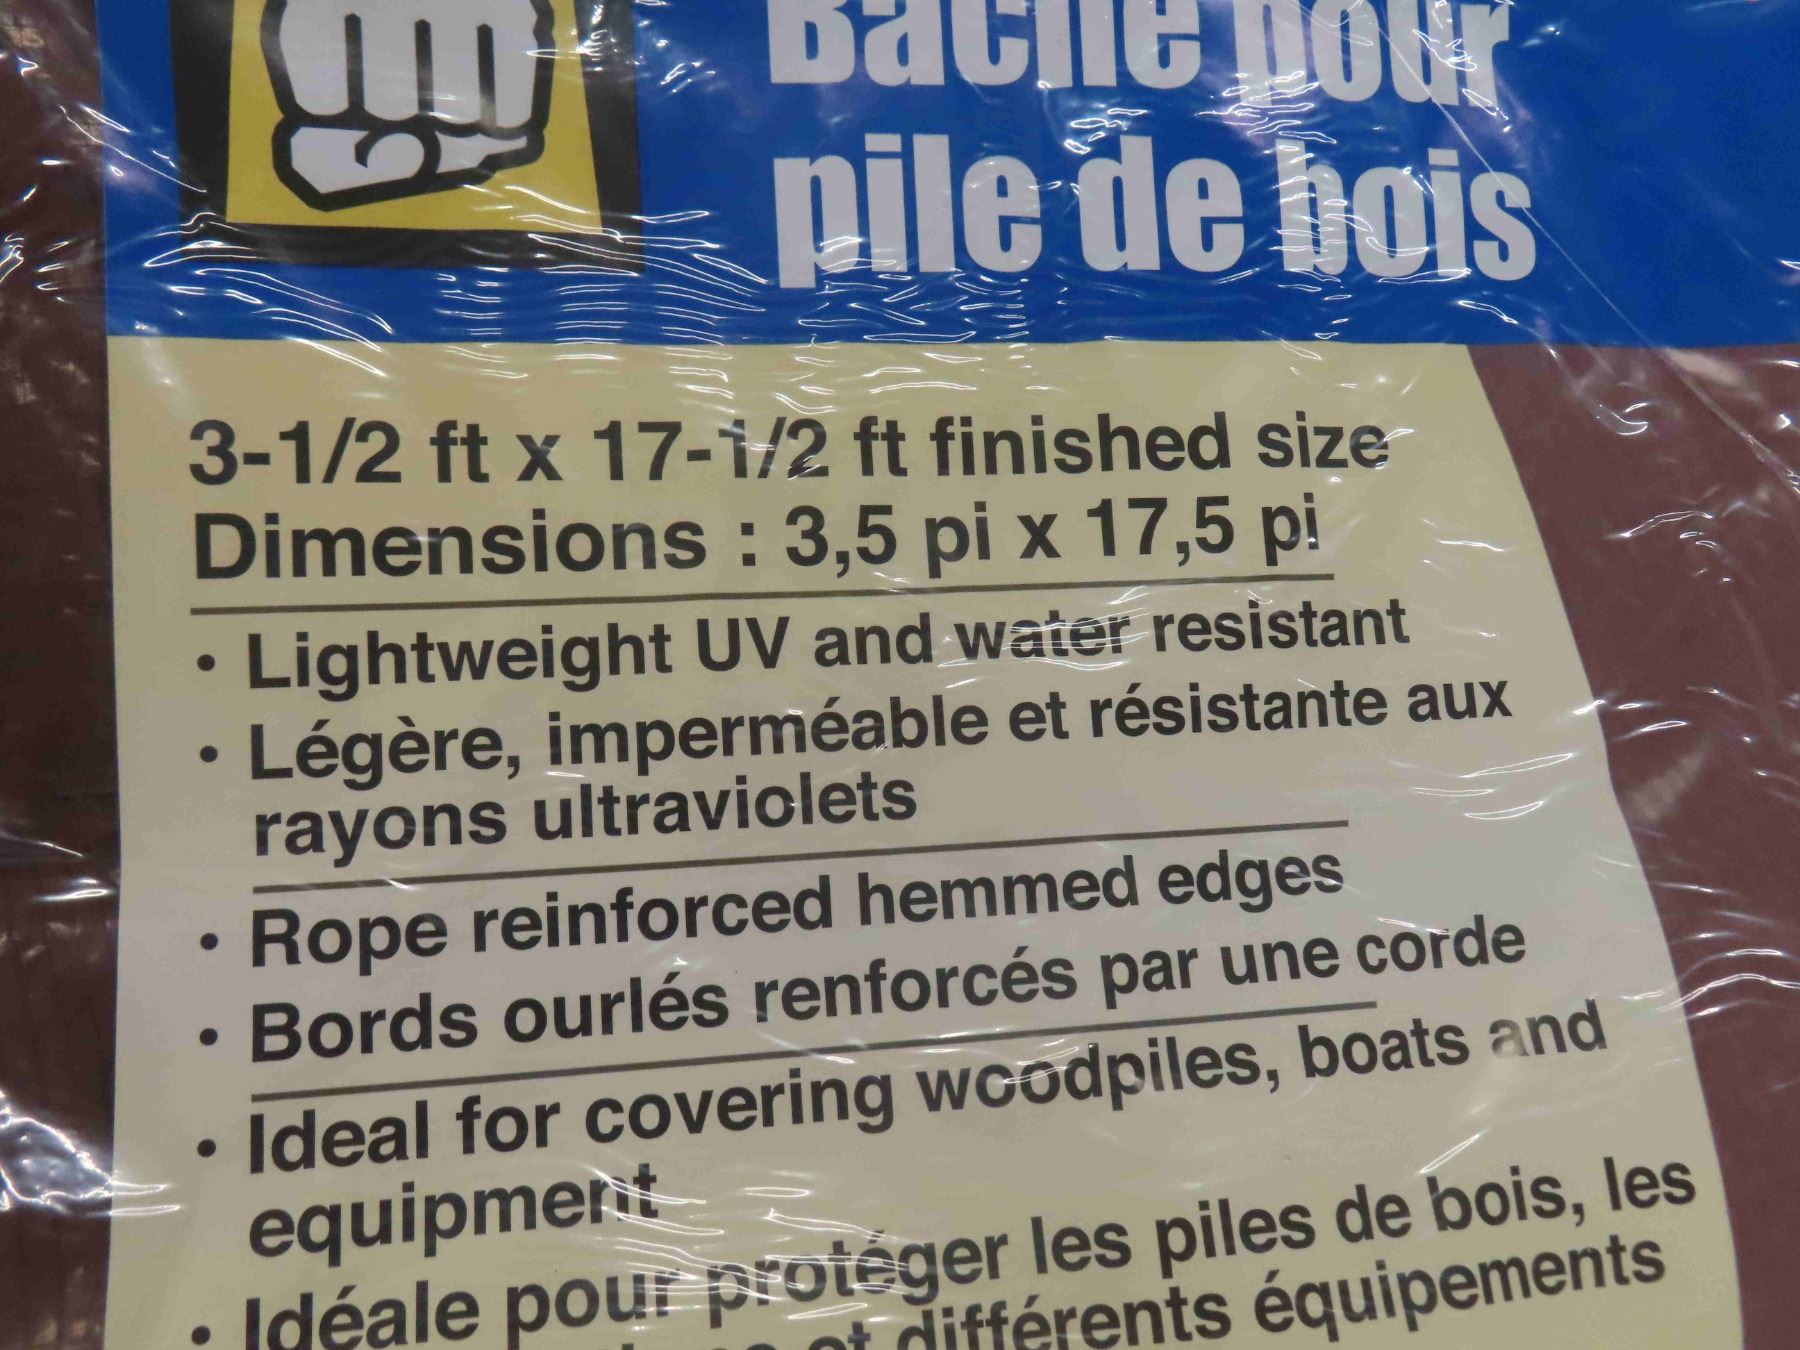 Bâche pour
pile de bois
3-1/2 ft x 17-1/2 ft finished size
Dimensions : 3,5 pi x 17,5 pi
• Lightweight UV and water resistant
• Légère, imperméable et résistante aux
rayons ultraviolets
• Rope reinforced hemmed edges
• Bords ourlés renforcés par une corde
• Ideal for covering woodpiles, boats and
equipment
• Idéale pour protéger les piles de bois, les
et différents équipements